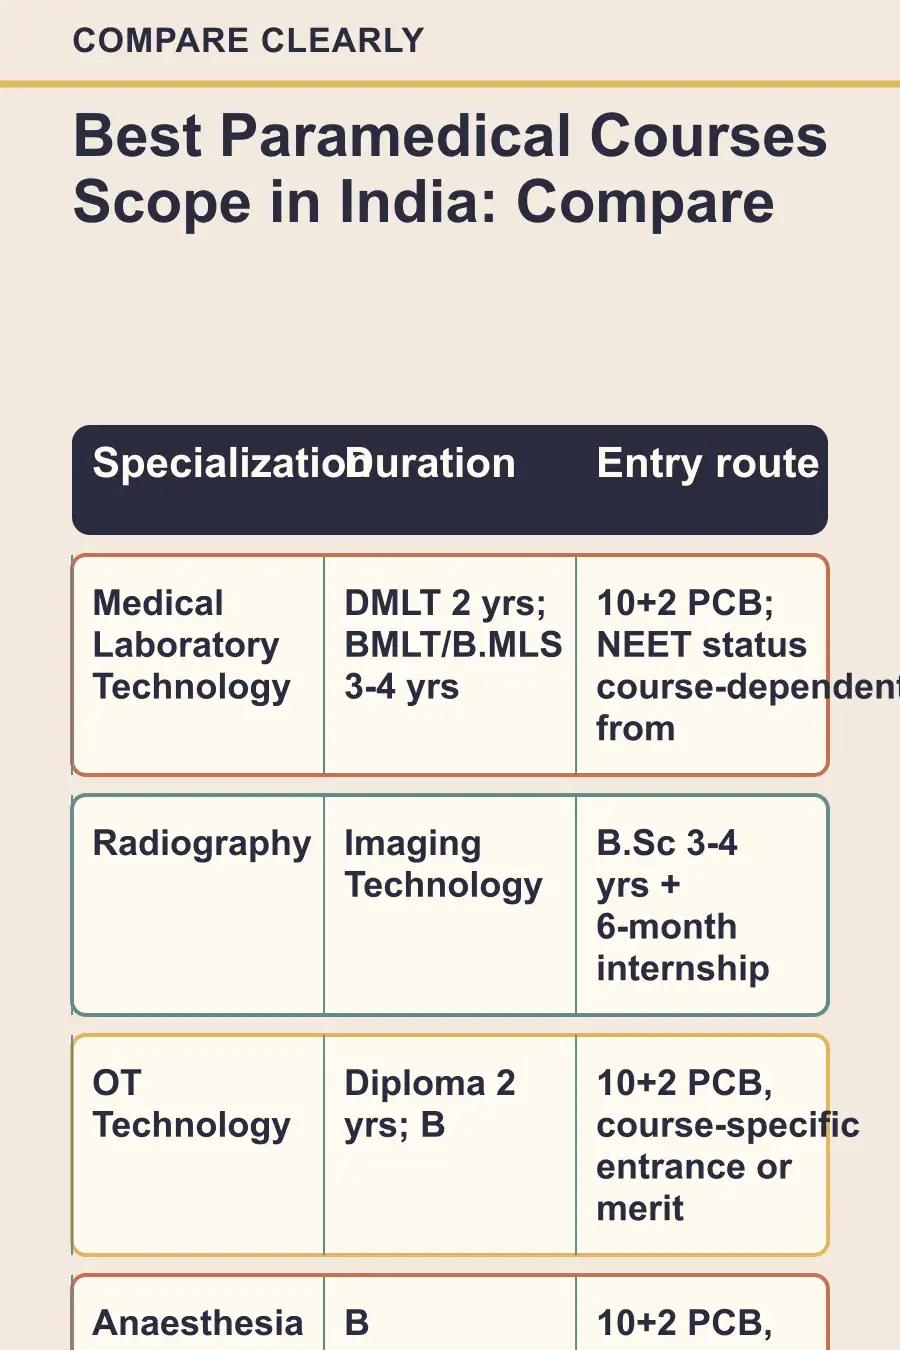 COMPARE CLEARLY
Best Paramedical Courses
Scope in India: Compare
Specialization Duration Entry route
Medical
Laboratory
Technology
DMLT 2 yrs;
BMLT/B.MLS
3-4 yrs
10+2 PCB;
NEET status
course-dependent
from
Radiography
Imaging
Technology
B.Sc 3-4
yrs +
6-month
internship
OT
Technology
Diploma 2
yrs; B
10+2 PCB,
course-specific
entrance or
merit
Anaesthesia
B
10+2 PCB,